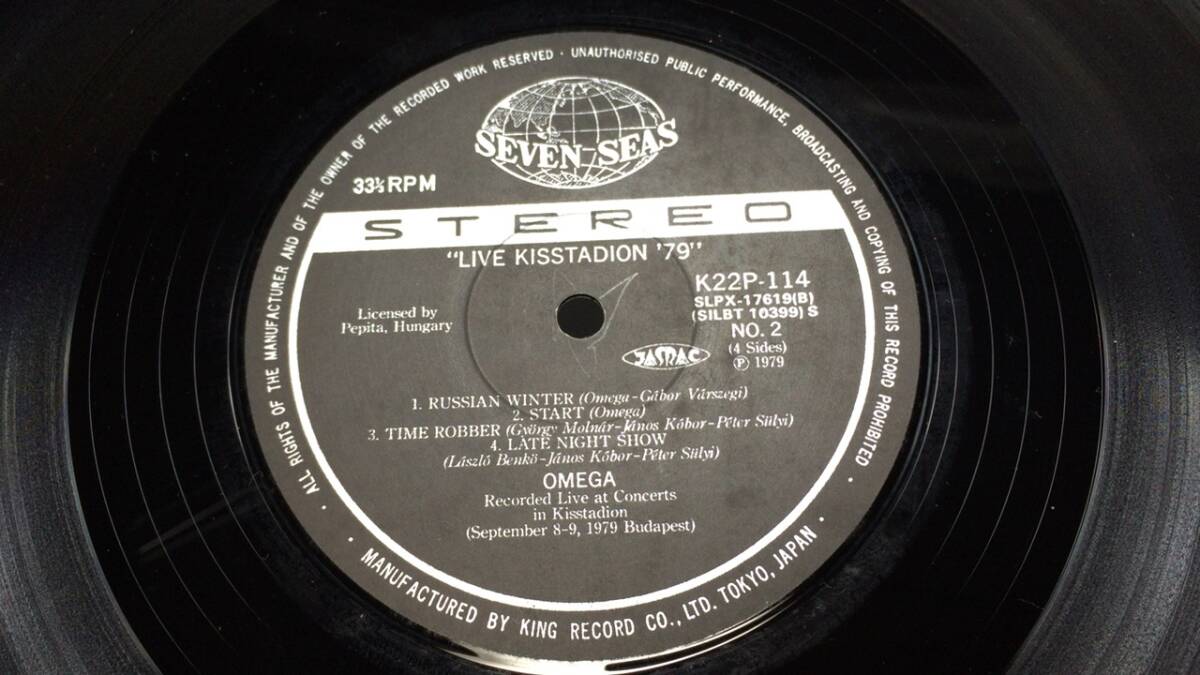 ALL RIGHTS OF THE MANUFACTURER AND OF THE OWNER OF THE RECORDED WORK RESERVED · UNAUTHORISED PUBLIC PERFORMANCE, BROADCASTING AND COPYING OF THIS RECORD PROHIBITED ·
SEVEN SEAS
33⅓RPM
STEREO
"LIVE KISSTADION '79"
K22P-114
SLPX-17619(B)
(SILBT 10399) S
NO. 2
(4 Sides)
Ⓟ 1979
Licensed by
Pepita, Hungary
JASRAC
1. RUSSIAN WINTER (Omega-Gábor Várszegi)
2. START (Omega)
3. TIME ROBBER (György Molnár-János Kóbor-Péter Sülyi)
4. LATE NIGHT SHOW
(László Benkö-János Kóbor-Péter Sülyi)
OMEGA
Recorded Live at Concerts
in Kisstadion
(September 8-9, 1979 Budapest)
· MANUFACTURED BY KING RECORD CO., LTD. TOKYO, JAPAN ·